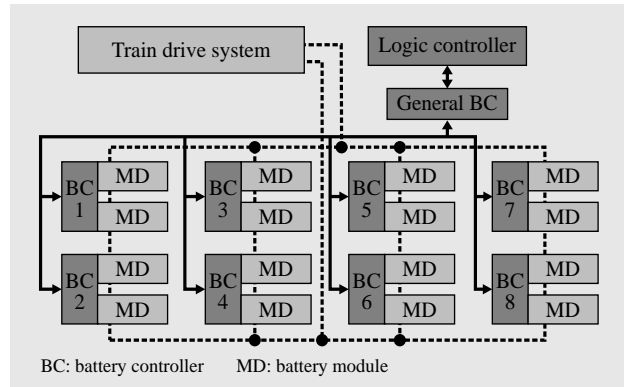 Train drive system
Logic controller
General BC
BC 1
MD
MD
BC 3
MD
MD
BC 5
MD
MD
BC 7
MD
MD
BC 2
MD
MD
BC 4
MD
MD
BC 6
MD
MD
BC 8
MD
MD
BC: battery controller MD: battery module